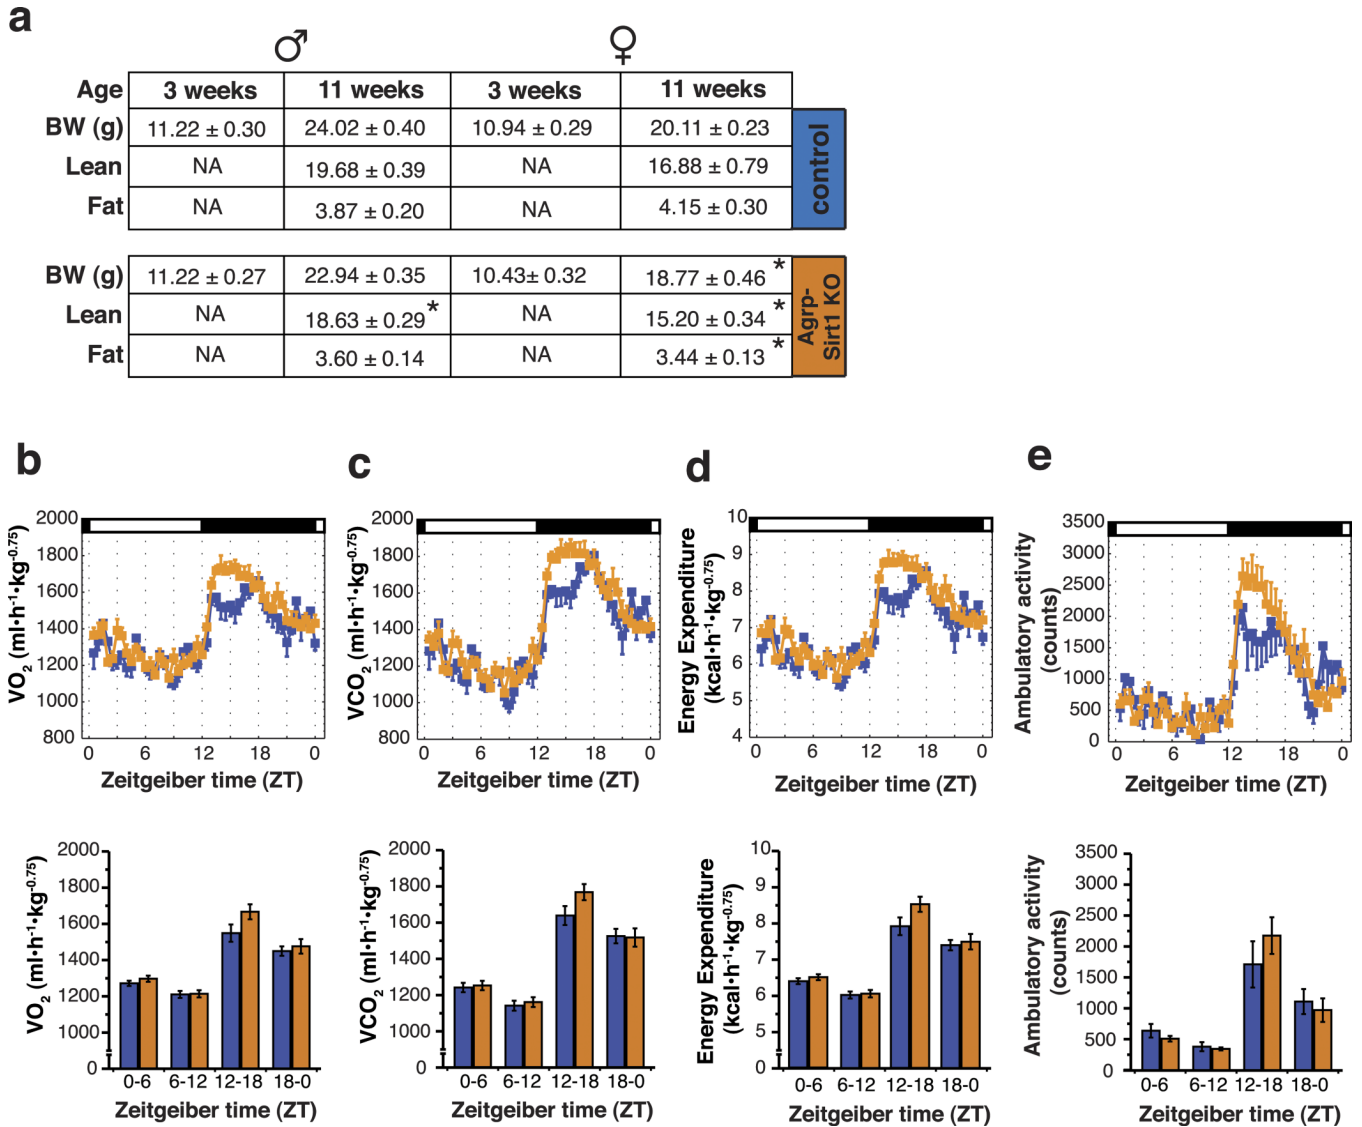 a
♂ ♀
Age 3 weeks 11 weeks 3 weeks 11 weeks
BW (g) 11.22 ± 0.30 24.02 ± 0.40 10.94 ± 0.29 20.11 ± 0.23
Lean NA 19.68 ± 0.39 NA 16.88 ± 0.79
Fat NA 3.87 ± 0.20 NA 4.15 ± 0.30
control
BW (g) 11.22 ± 0.27 22.94 ± 0.35 10.43± 0.32 18.77 ± 0.46 *
Lean NA 18.63 ± 0.29 * NA 15.20 ± 0.34 *
Fat NA 3.60 ± 0.14 NA 3.44 ± 0.13 *
Agrp-
Sirt1 KO
b
VO2 (ml•h-1•kg-0.75)
2000
1800
1600
1400
1200
1000
800
0 6 12 18 0
Zeitgeiber time (ZT)
c
VCO2 (ml•h-1•kg-0.75)
2000
1800
1600
1400
1200
1000
800
0 6 12 18 0
Zeitgeiber time (ZT)
d
Energy Expenditure
(kcal•h-1•kg-0.75)
10
9
8
7
6
5
4
0 6 12 18 0
Zeitgeiber time (ZT)
e
Ambulatory activity
(counts)
3500
3000
2500
2000
1500
1000
500
0
0 6 12 18 0
Zeitgeiber time (ZT)
VO2 (ml•h-1•kg-0.75)
2000
1800
1600
1400
1200
1000
0
0-6 6-12 12-18 18-0
Zeitgeiber time (ZT)
VCO2 (ml•h-1•kg-0.75)
2000
1800
1600
1400
1200
1000
0
0-6 6-12 12-18 18-0
Zeitgeiber time (ZT)
Energy Expenditure
(kcal•h-1•kg-0.75)
10
9
8
7
6
5
0
0-6 6-12 12-18 18-0
Zeitgeiber time (ZT)
Ambulatory activity
(counts)
3500
3000
2500
2000
1500
1000
500
0
0-6 6-12 12-18 18-0
Zeitgeiber time (ZT)